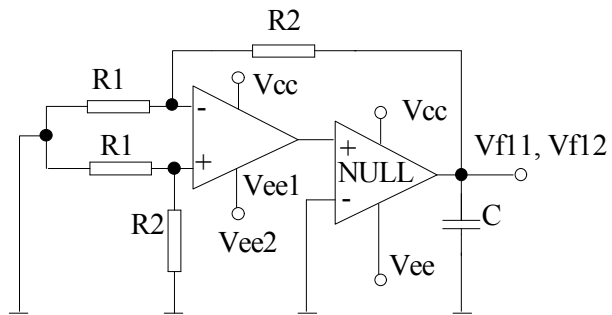 R2
R1
Vcc
-
Vcc
R1
+
Vf11, Vf12
+
NULL
Vee1
-
C
R2
Vee2
Vee